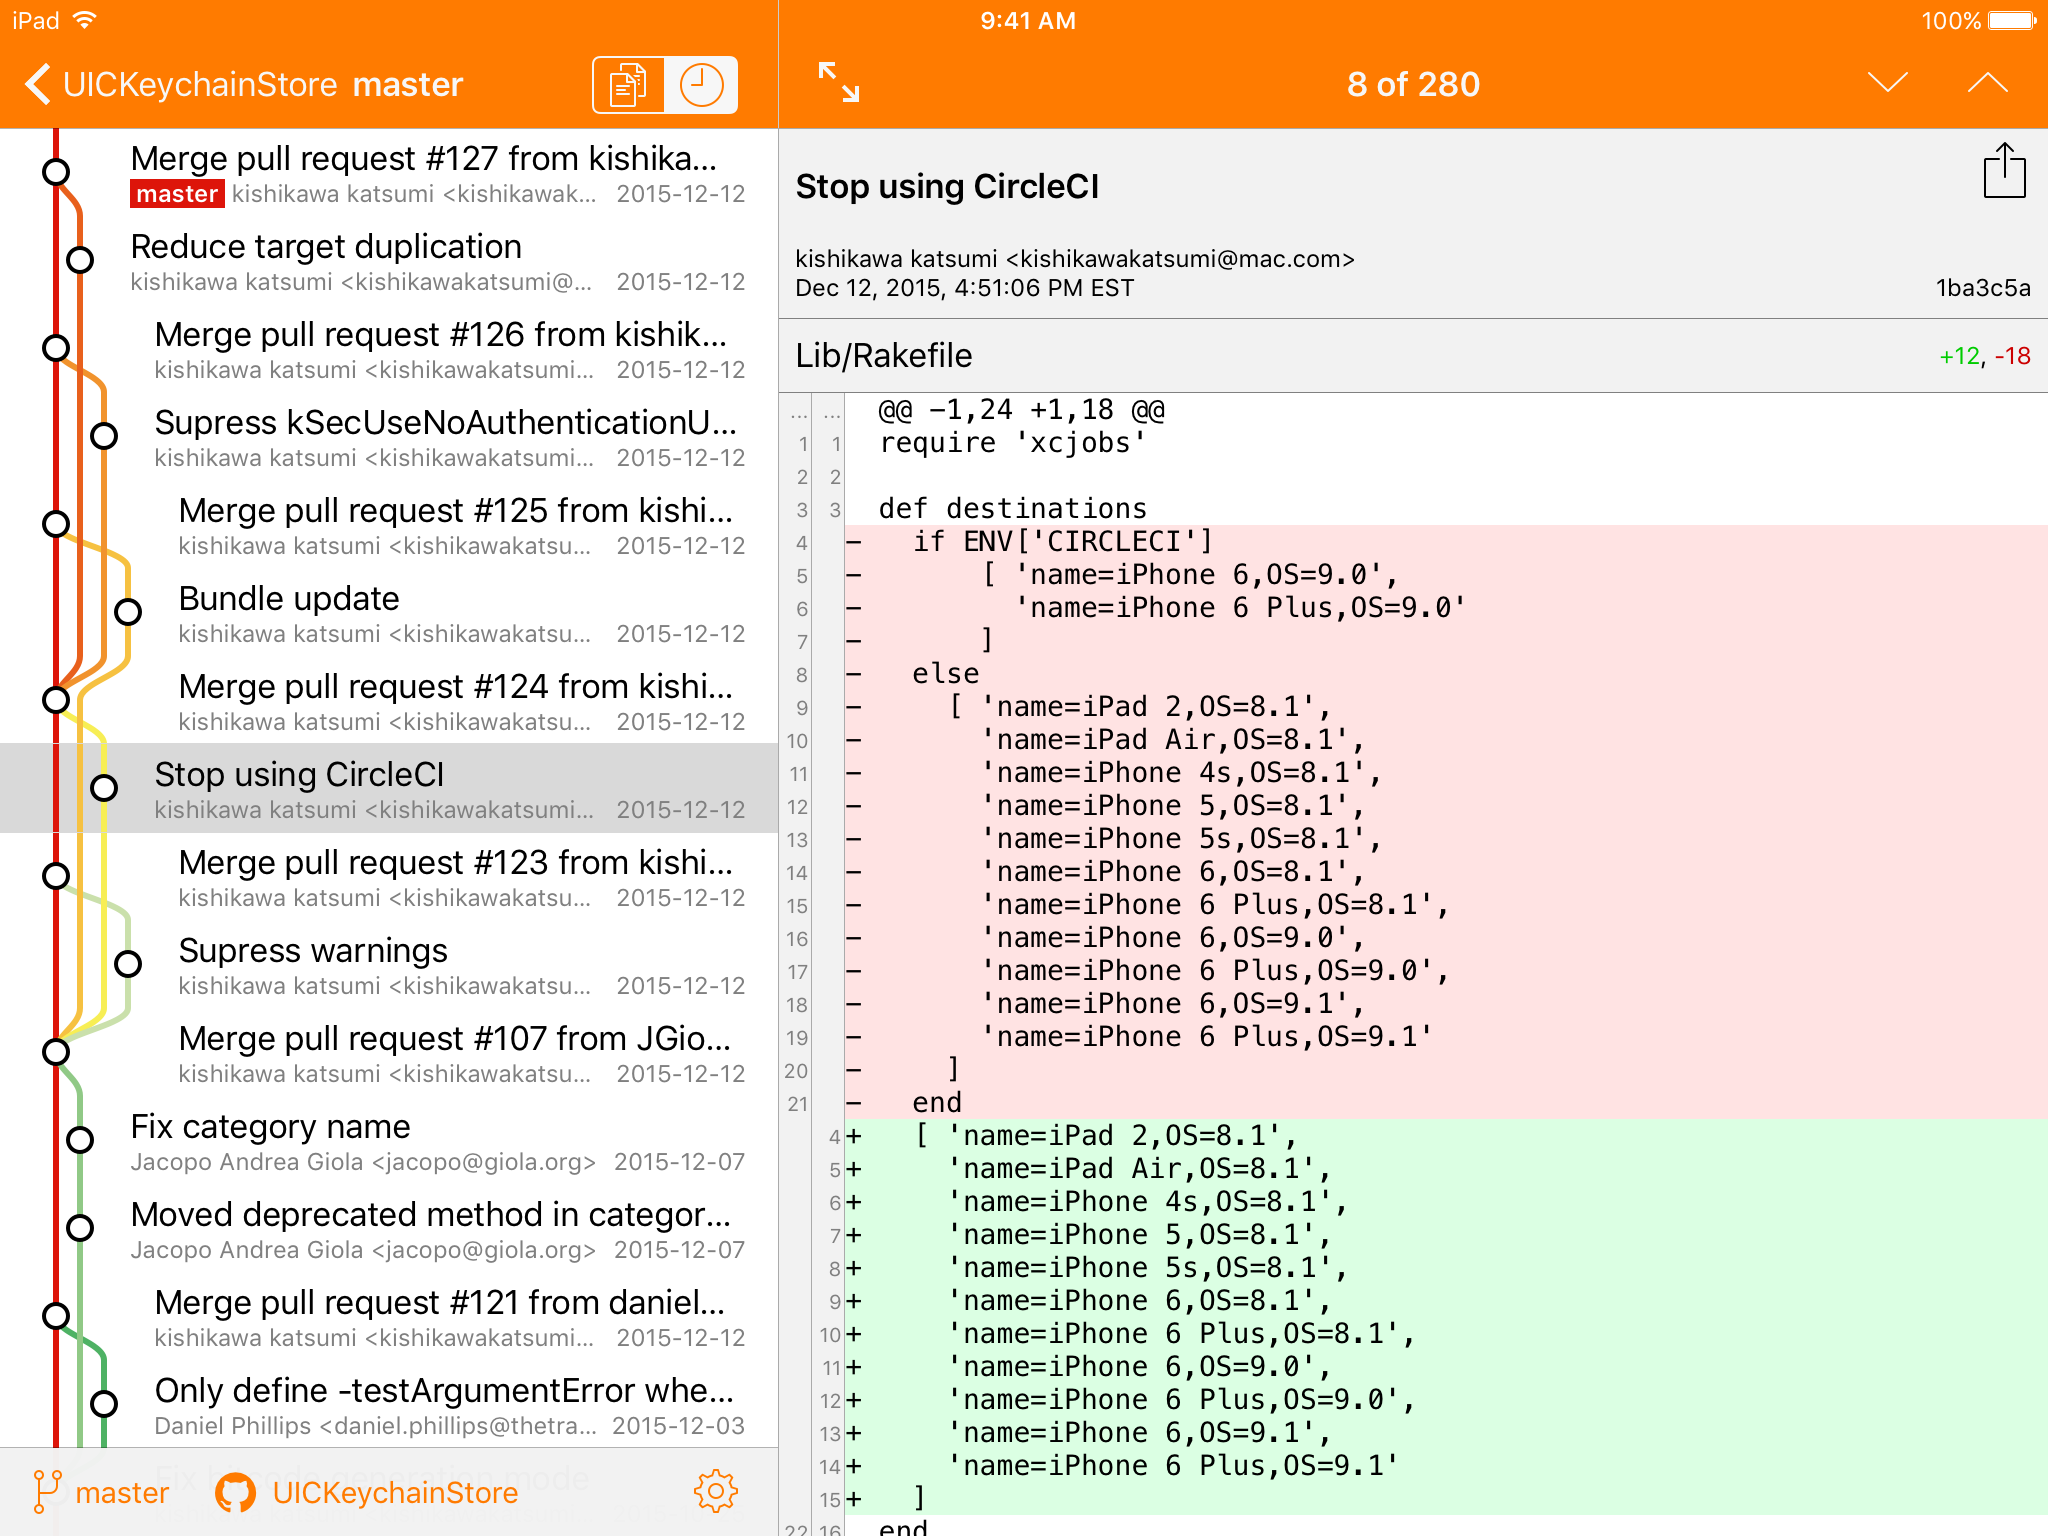 iPad
9:41 AM
100%
UICKeychainStore master
8 of 280
Merge pull request #127 from kishika...
master kishikawa katsumi <kishikawak... 2015-12-12
Reduce target duplication
kishikawa katsumi <kishikawakatsumi@... 2015-12-12
Merge pull request #126 from kishik...
kishikawa katsumi <kishikawakatsumi... 2015-12-12
Supress kSecUseNoAuthenticationU...
kishikawa katsumi <kishikawakatsumi... 2015-12-12
Merge pull request #125 from kishi...
kishikawa katsumi <kishikawakatsu... 2015-12-12
Bundle update
kishikawa katsumi <kishikawakatsu... 2015-12-12
Merge pull request #124 from kishi...
kishikawa katsumi <kishikawakatsu... 2015-12-12
Stop using CircleCI
kishikawa katsumi <kishikawakatsumi... 2015-12-12
Merge pull request #123 from kishi...
kishikawa katsumi <kishikawakatsu... 2015-12-12
Supress warnings
kishikawa katsumi <kishikawakatsu... 2015-12-12
Merge pull request #107 from JGio...
kishikawa katsumi <kishikawakatsu... 2015-12-12
Fix category name
Jacopo Andrea Giola <jacopo@giola.org> 2015-12-07
Moved deprecated method in categor...
Jacopo Andrea Giola <jacopo@giola.org> 2015-12-07
Merge pull request #121 from daniel...
kishikawa katsumi <kishikawakatsumi... 2015-12-12
Only define -testArgumentError whe...
Daniel Phillips <daniel.phillips@thetra... 2015-12-03
Fix bitcode generation mode
master UICKeychainStore
Stop using CircleCI
kishikawa katsumi <kishikawakatsumi@mac.com>
Dec 12, 2015, 4:51:06 PM EST 1ba3c5a
Lib/Rakefile +12, -18
... ... @@ −1,24 +1,18 @@
1 1 require 'xcjobs'
2 2
3 3 def destinations
4 − if ENV['CIRCLECI']
5 − [ 'name=iPhone 6,OS=9.0',
6 − 'name=iPhone 6 Plus,OS=9.0'
7 − ]
8 − else
9 − [ 'name=iPad 2,OS=8.1',
10 − 'name=iPad Air,OS=8.1',
11 − 'name=iPhone 4s,OS=8.1',
12 − 'name=iPhone 5,OS=8.1',
13 − 'name=iPhone 5s,OS=8.1',
14 − 'name=iPhone 6,OS=8.1',
15 − 'name=iPhone 6 Plus,OS=8.1',
16 − 'name=iPhone 6,OS=9.0',
17 − 'name=iPhone 6 Plus,OS=9.0',
18 − 'name=iPhone 6,OS=9.1',
19 − 'name=iPhone 6 Plus,OS=9.1'
20 − ]
21 − end
4 + [ 'name=iPad 2,OS=8.1',
5 + 'name=iPad Air,OS=8.1',
6 + 'name=iPhone 4s,OS=8.1',
7 + 'name=iPhone 5,OS=8.1',
8 + 'name=iPhone 5s,OS=8.1',
9 + 'name=iPhone 6,OS=8.1',
10 + 'name=iPhone 6 Plus,OS=8.1',
11 + 'name=iPhone 6,OS=9.0',
12 + 'name=iPhone 6 Plus,OS=9.0',
13 + 'name=iPhone 6,OS=9.1',
14 + 'name=iPhone 6 Plus,OS=9.1'
15 + ]
22 16 end